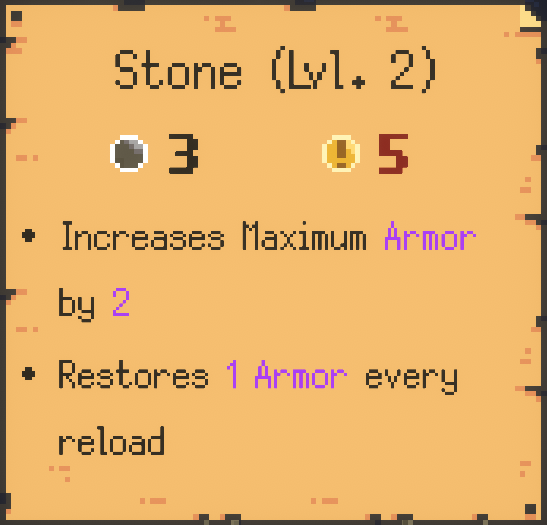 Stone (Lvl. 2)
3 ! 5
• Increases Maximum Armor
by 2
• Restores 1 Armor every
reload